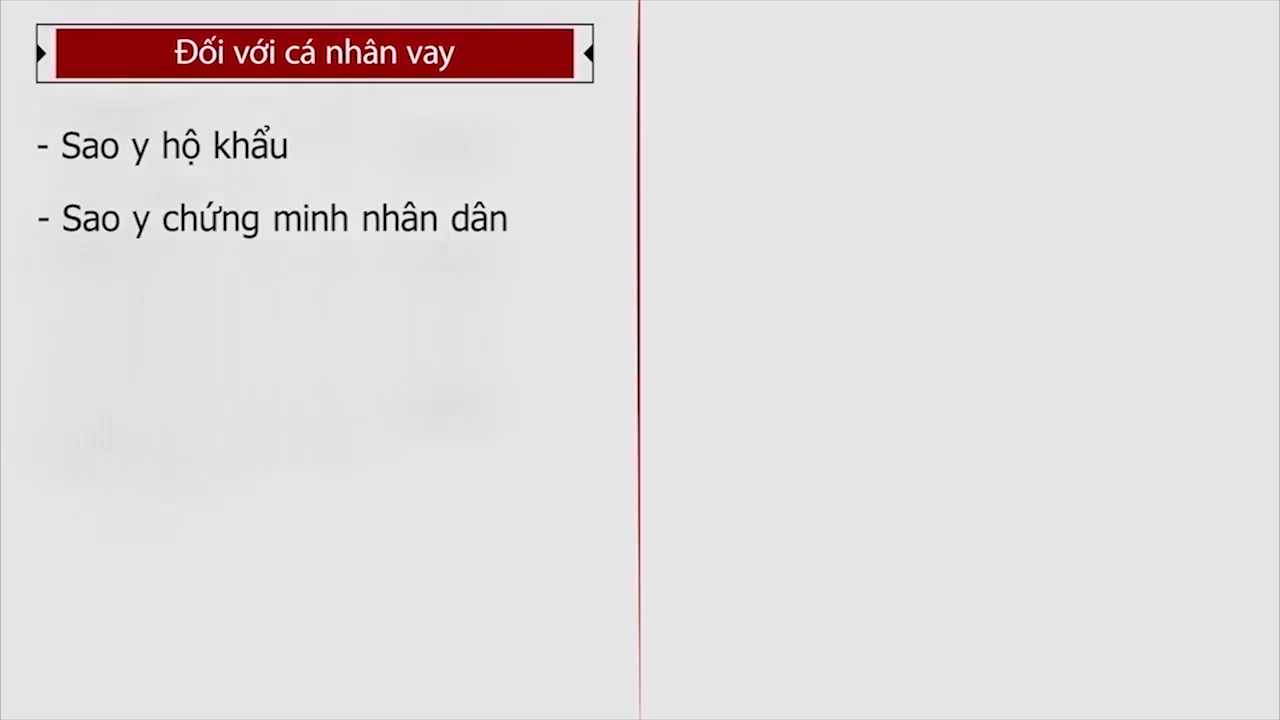 Đối với cá nhân vay
- Sao y hộ khẩu
- Sao y chứng minh nhân dân